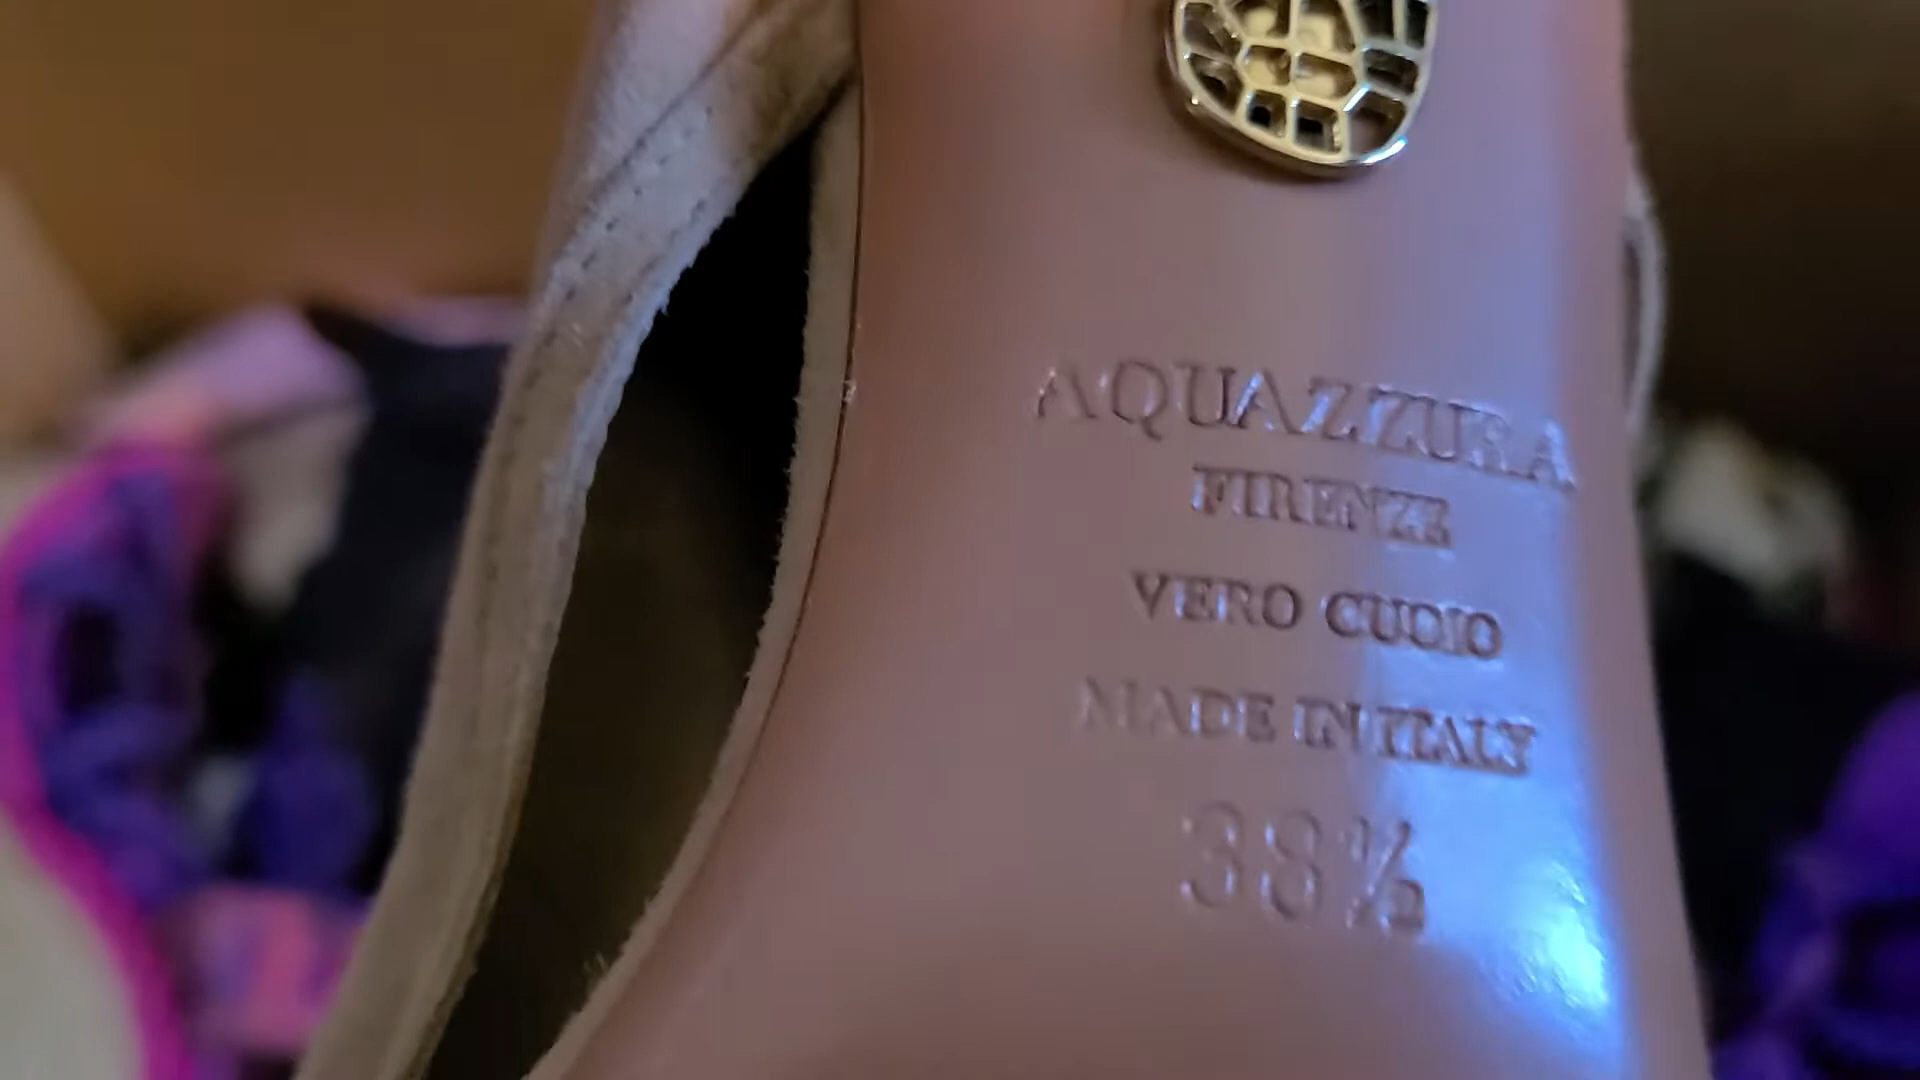 AQUAZZURA
FIRENZE
VERO CUOIO
MADE IN ITALY
38½